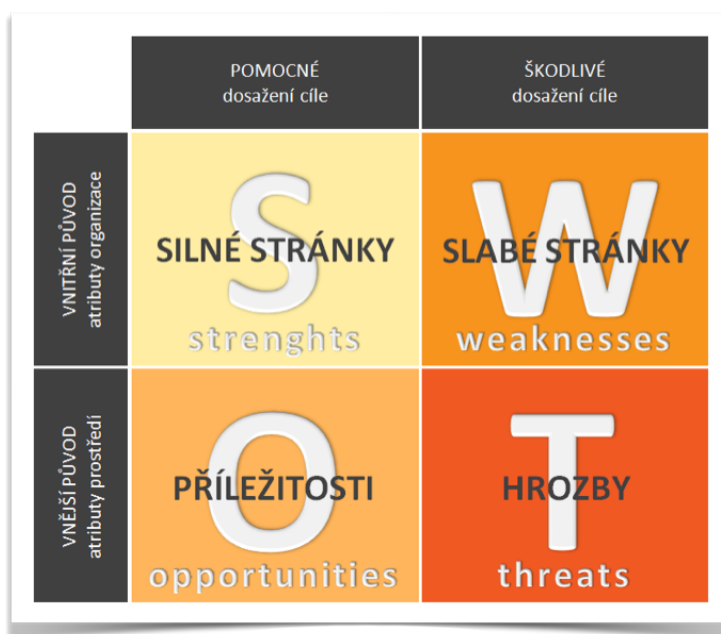 POMOCNÉ
dosažení cíle
ŠKODLIVÉ
dosažení cíle
VNITŘNÍ PŮVOD
atributy organizace
S
SILNÉ STRÁNKY
strenghts
W
SLABÉ STRÁNKY
weaknesses
VNĚJŠÍ PŮVOD
atributy prostředí
O
PŘÍLEŽITOSTI
opportunities
T
HROZBY
threats